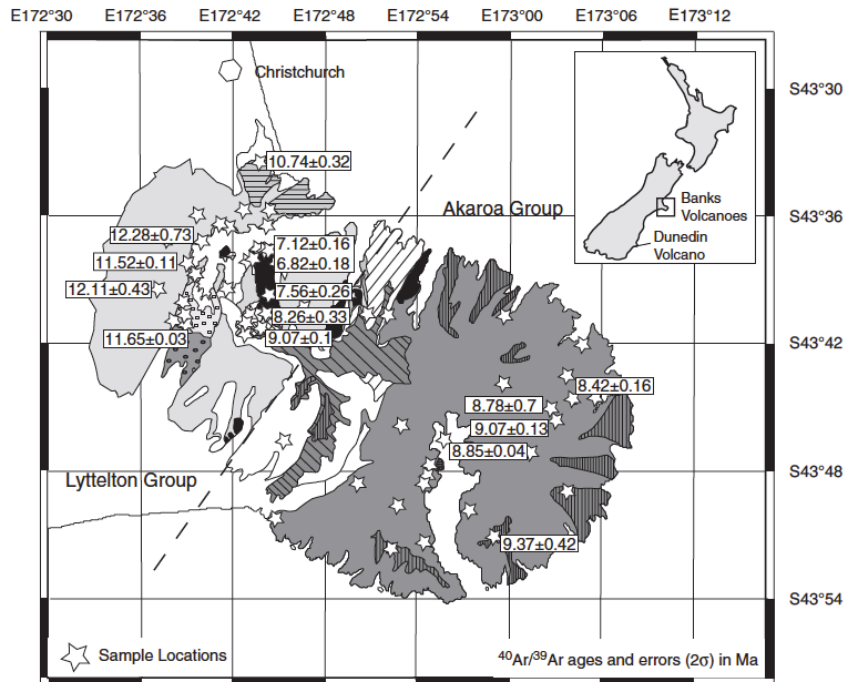 E172°30 E172°36 E172°42 E172°48 E172°54 E173°00 E173°06 E173°12
Christchurch
S43°30
10.74±0.32
Akaroa Group
Banks
Volcanoes
Dunedin
Volcano
S43°36
12.28±0.73
7.12±0.16
11.52±0.11
6.82±0.18
12.11±0.43
7.56±0.26
8.26±0.33
11.65±0.03
9.07±0.1
S43°42
8.42±0.16
8.78±0.7
9.07±0.13
8.85±0.04
Lyttelton Group
S43°48
9.37±0.42
S43°54
Sample Locations
⁴⁰Ar/³⁹Ar ages and errors (2σ) in Ma